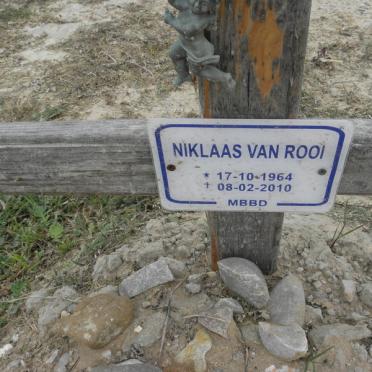 NIKLAAS VAN ROOI
* 17-10-1964
† 08-02-2010
MBBD